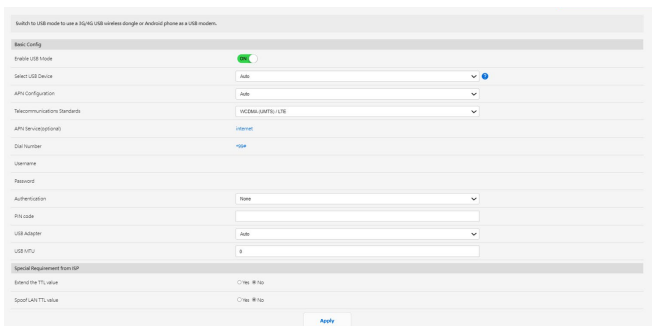 Switch to USB mode to use a 3G/4G USB wireless dongle or Android phone as a USB modem.
Basic Config
Enable USB Mode ON
Select USB Device Auto ?
APN Configuration Auto
Telecommunications Standards WCDMA (UMTS) / LTE
APN Service(optional) internet
Dial Number *99#
Username
Password
Authentication None
PIN code
USB Adapter Auto
USB MTU 0
Special Requirement from ISP
Extend the TTL value Yes No
Spoof LAN TTL value Yes No
Apply